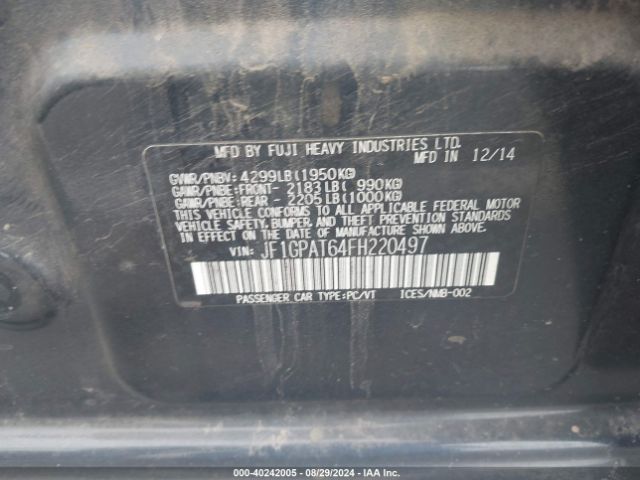 MFD BY FUJI HEAVY INDUSTRIES LTD.
MFD IN 12/14
GVWR/PNBV: 4299LB(1950KG)
GAWR/PNBE:FRONT- 2183LB( 990KG)
GAWR/PNBE:REAR - 2205LB(1000KG)
THIS VEHICLE CONFORMS TO ALL APPLICABLE FEDERAL MOTOR
VEHICLE SAFETY, BUMPER, AND THEFT PREVENTION STANDARDS
IN EFFECT ON THE DATE OF MANUFACTURE SHOWN ABOVE.
VIN: JF1GPAT64FH220497
PASSENGER CAR TYPE:PC/VT ICES/NMB-002
000-40242005 - 08/29/2024 - IAA Inc.